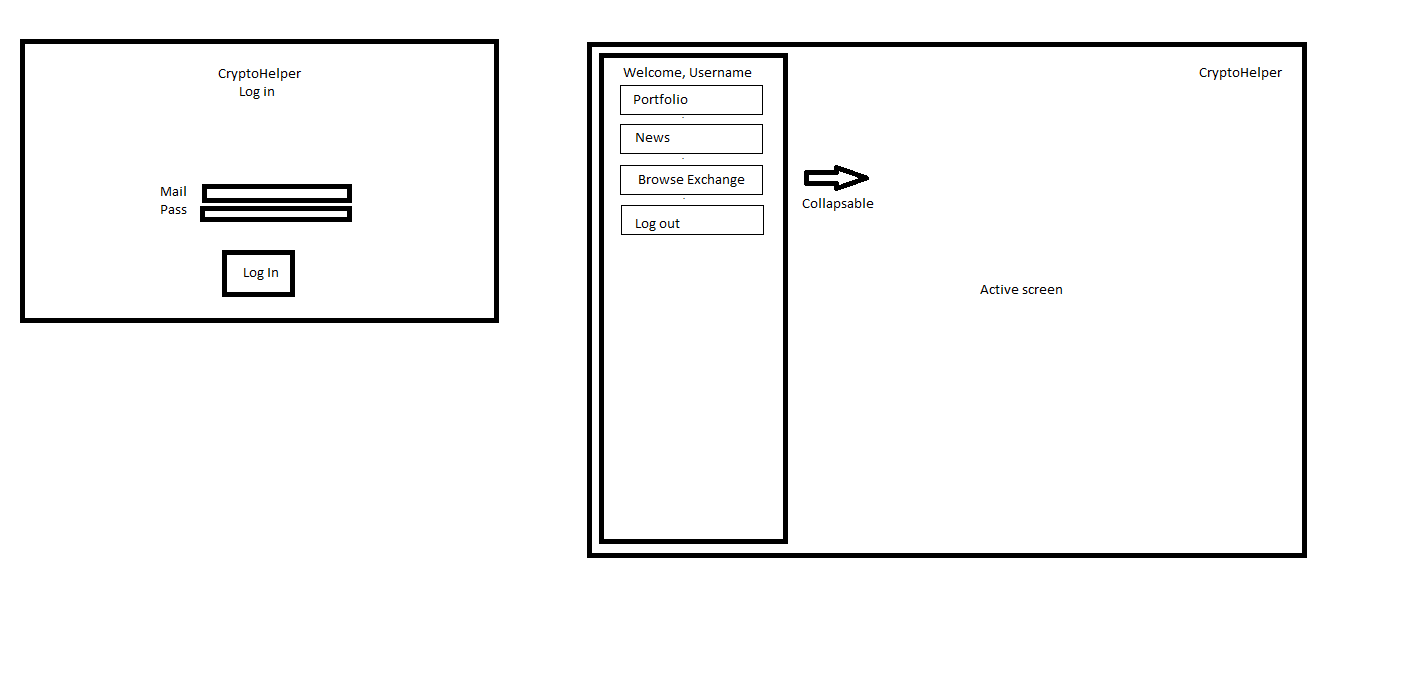 CryptoHelper
Log in
Mail
Pass
Log In
Welcome, Username
Portfolio
News
Browse Exchange
Log out
CryptoHelper
Collapsable
Active screen